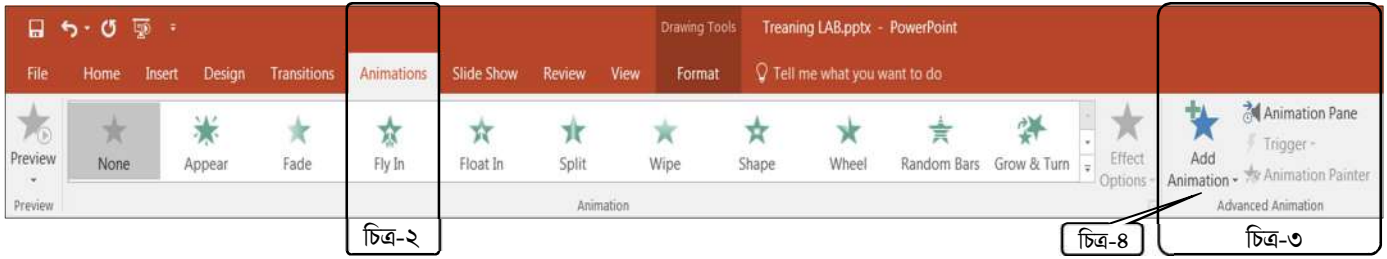 Drawing Tools Treaning LAB.pptx - PowerPoint
File Home Insert Design Transitions Animations Slide Show Review View Format Tell me what you want to do
Preview None Appear Fade Fly In Float In Split Wipe Shape Wheel Random Bars Grow & Turn Effect Options Add Animation Animation Pane
Trigger
Animation Painter
Preview Animation Advanced Animation
চিত্র-২ চিত্র-৪ চিত্র-৩